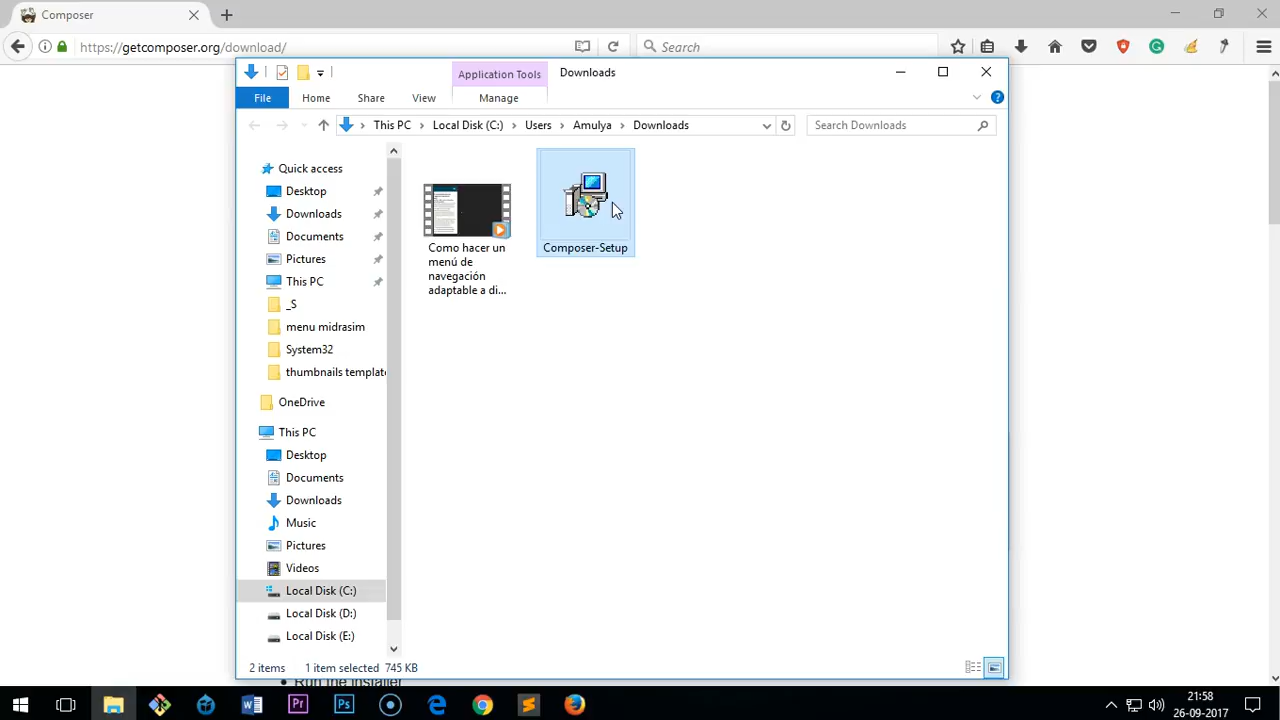 Composer
https://getcomposer.org/download/
Search
Application Tools
Downloads
File
Home
Share
View
Manage
This PC
Local Disk (C:)
Users
Amulya
Downloads
Search Downloads
Quick access
Desktop
Downloads
Documents
Pictures
This PC
_S
menu midrasim
System32
thumbnails template
OneDrive
This PC
Desktop
Documents
Downloads
Music
Pictures
Videos
Local Disk (C:)
Local Disk (D:)
Local Disk (E:)
Como hacer un
menú de
navegación
adaptable a di...
Composer-Setup
2 items
1 item selected
745 KB
Run the installer
21:58
26-09-2017